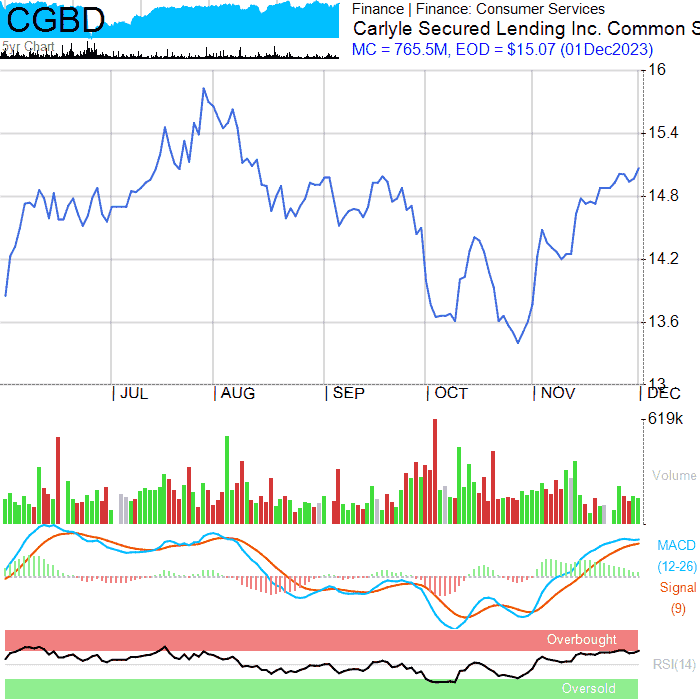 CGBD
5yr Chart
Finance | Finance: Consumer Services
Carlyle Secured Lending Inc. Common S
MC = 765.5M, EOD = $15.07 (01Dec2023)
16
15.4
14.8
14.2
13.6
13
JUL AUG SEP OCT NOV DEC
619k
Volume
MACD
(12-26)
Signal
(9)
Overbought
RSI(14)
Oversold